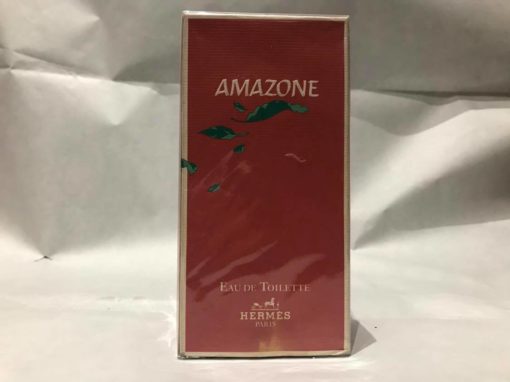 AMAZONE
EAU DE TOILETTE
HERMÈS
PARIS